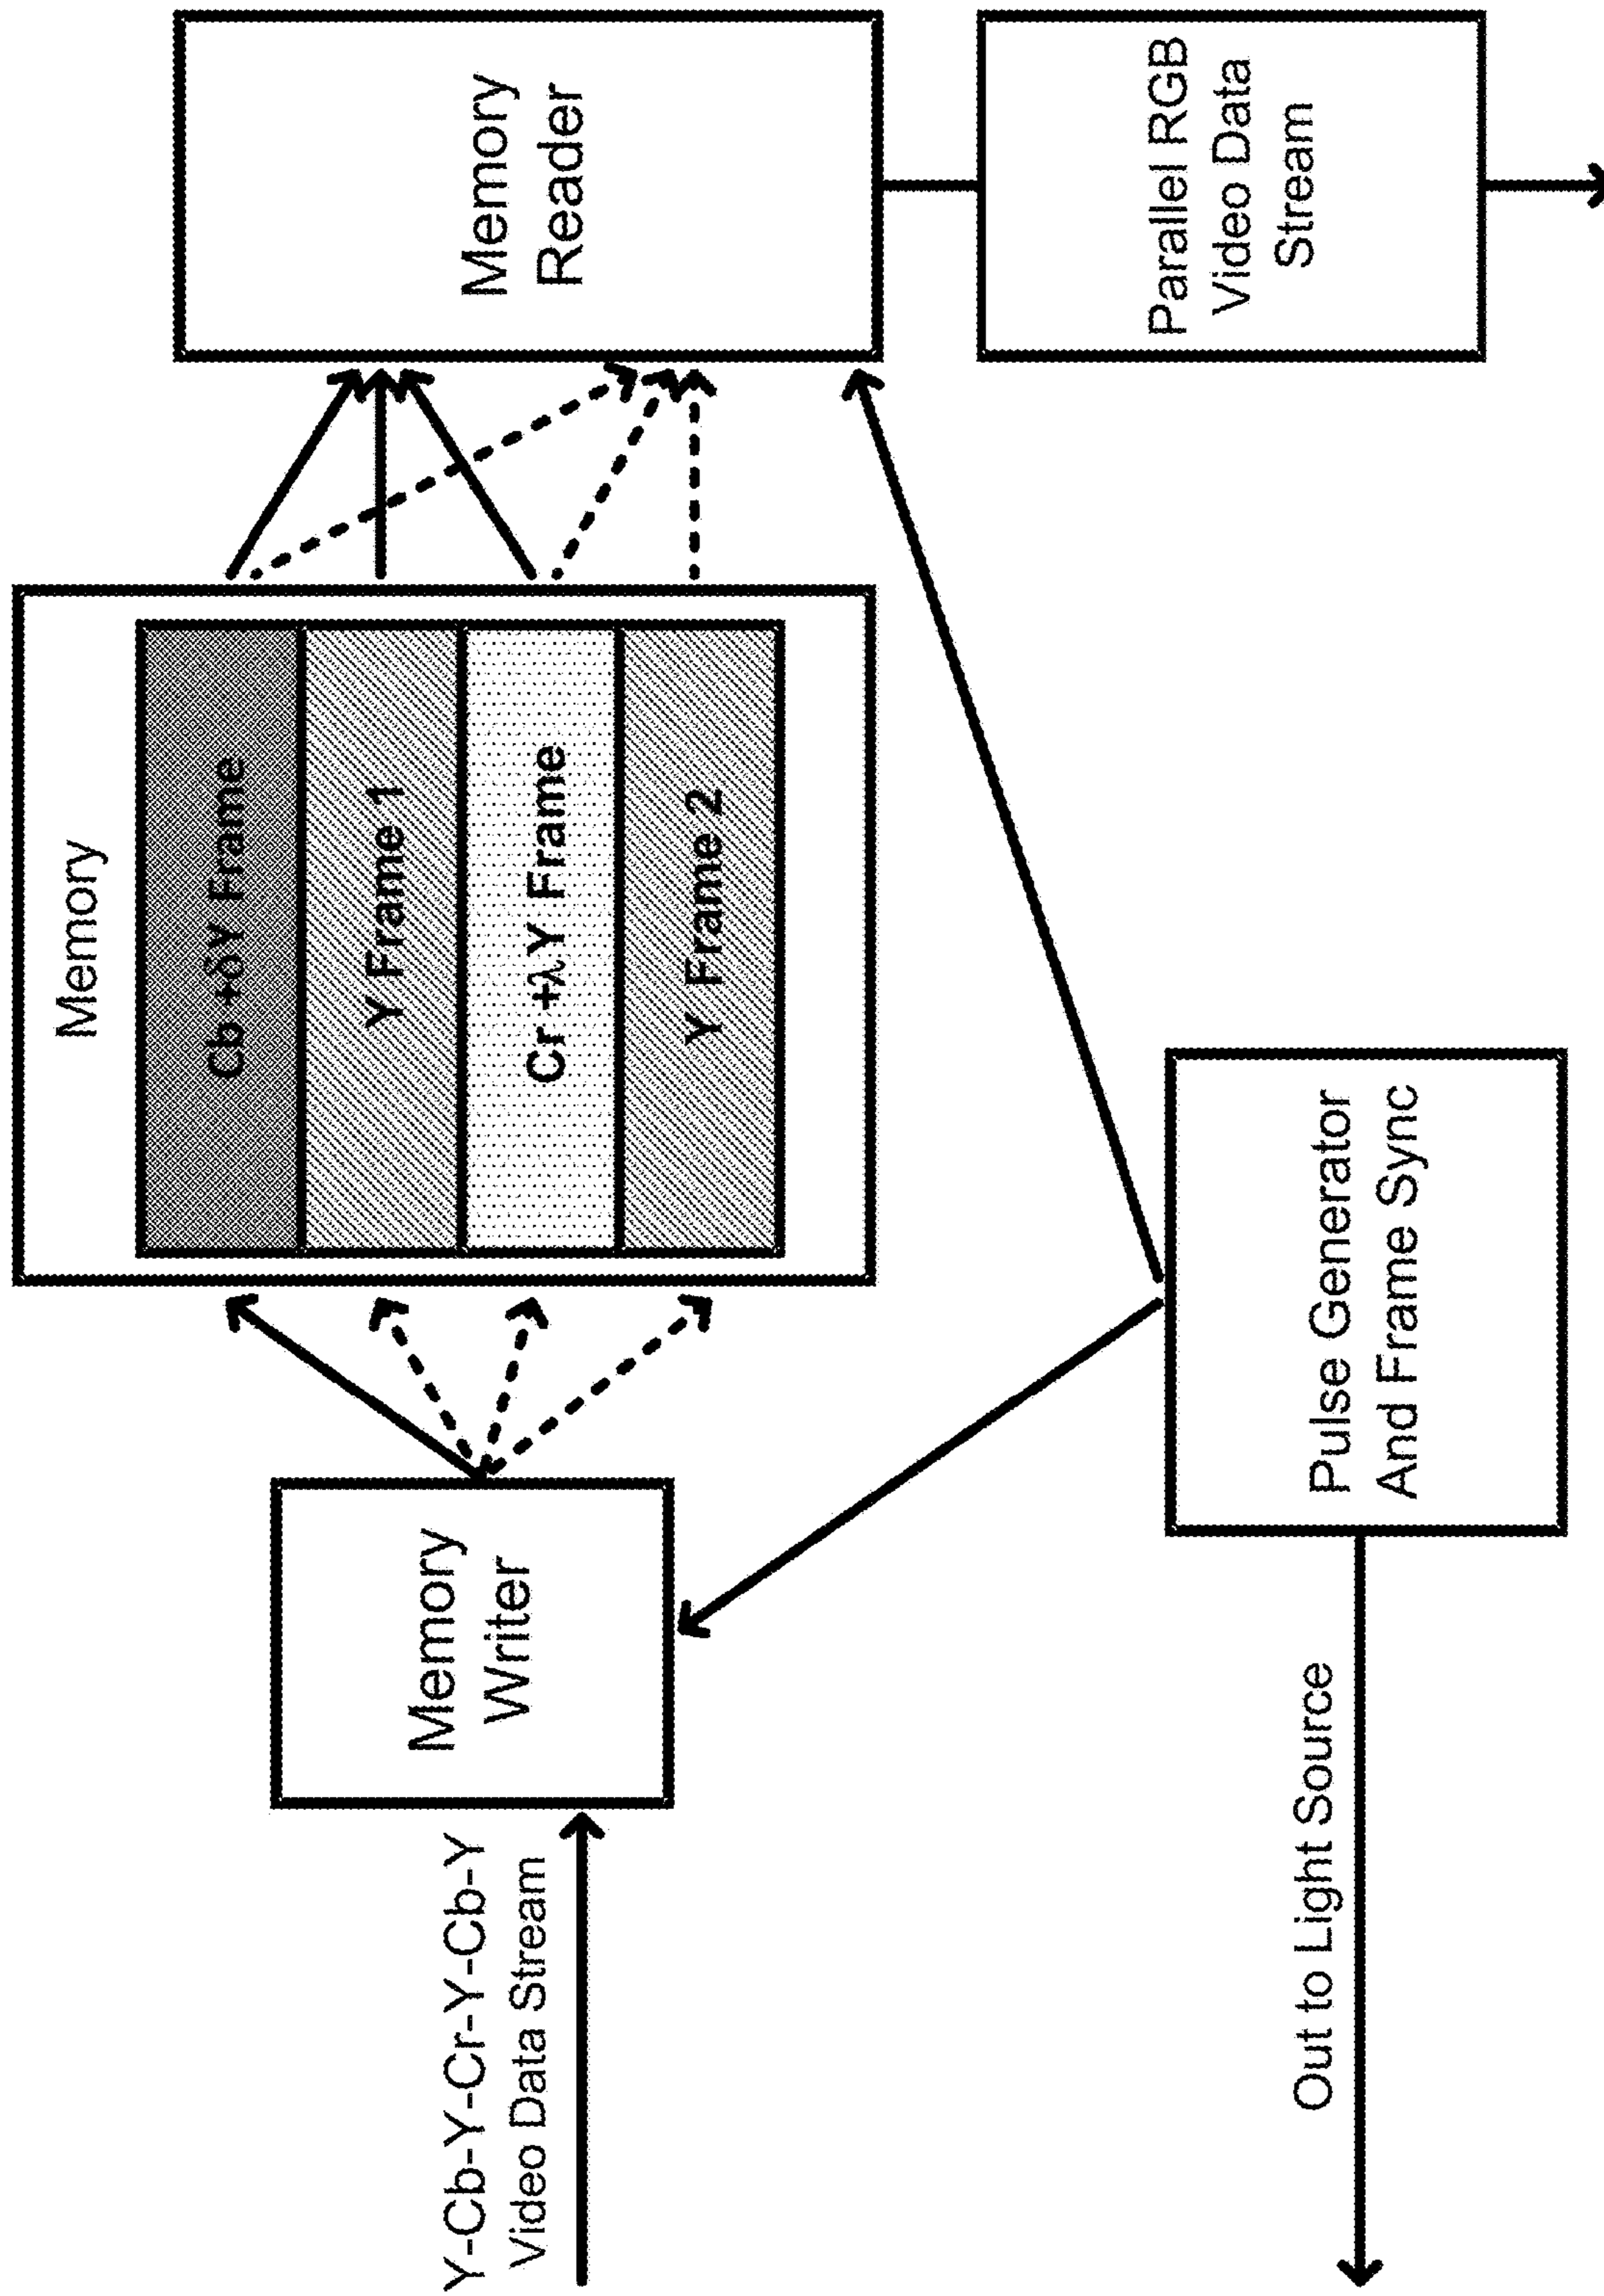 Y-Cb-Y-Cr-Y-Cb-Y
Video Data Stream
Memory
Writer
Memory
Cb +δY Frame
Y Frame 1
Cr +λ Y Frame
Y Frame 2
Memory
Reader
Parallel RGB
Video Data
Stream
Pulse Generator
And Frame Sync
Out to Light Source